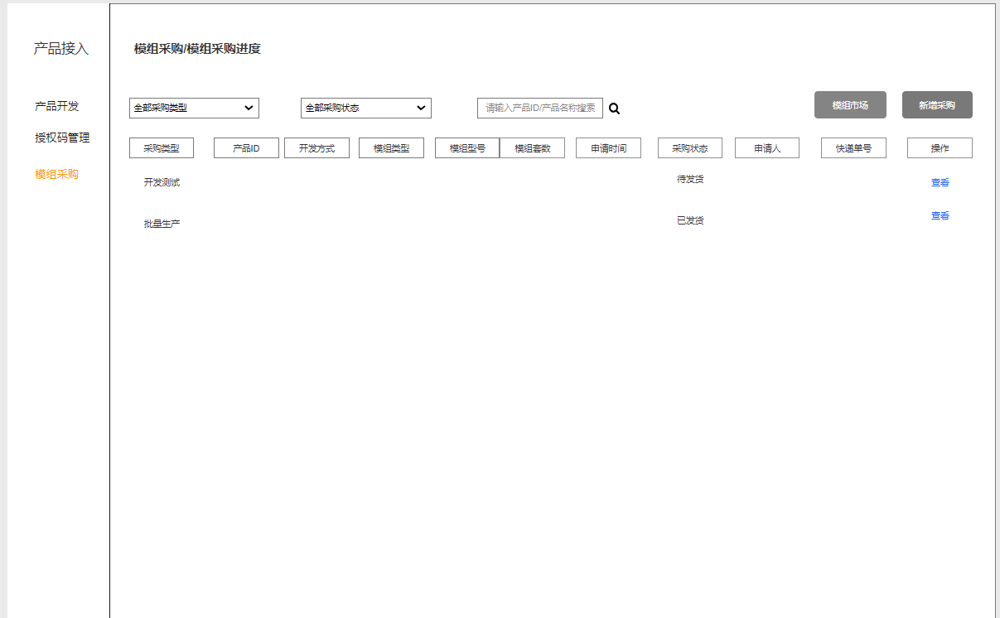 产品接入
产品开发
授权码管理
模组采购
模组采购/模组采购进度
全部采购类型 全部采购状态 请输入产品ID/产品名称搜索 模组市场 新增采购
采购类型 产品ID 开发方式 模组类型 模组型号 模组套数 申请时间 采购状态 申请人 快递单号 操作
开发测试 待发货 查看
批量生产 已发货 查看